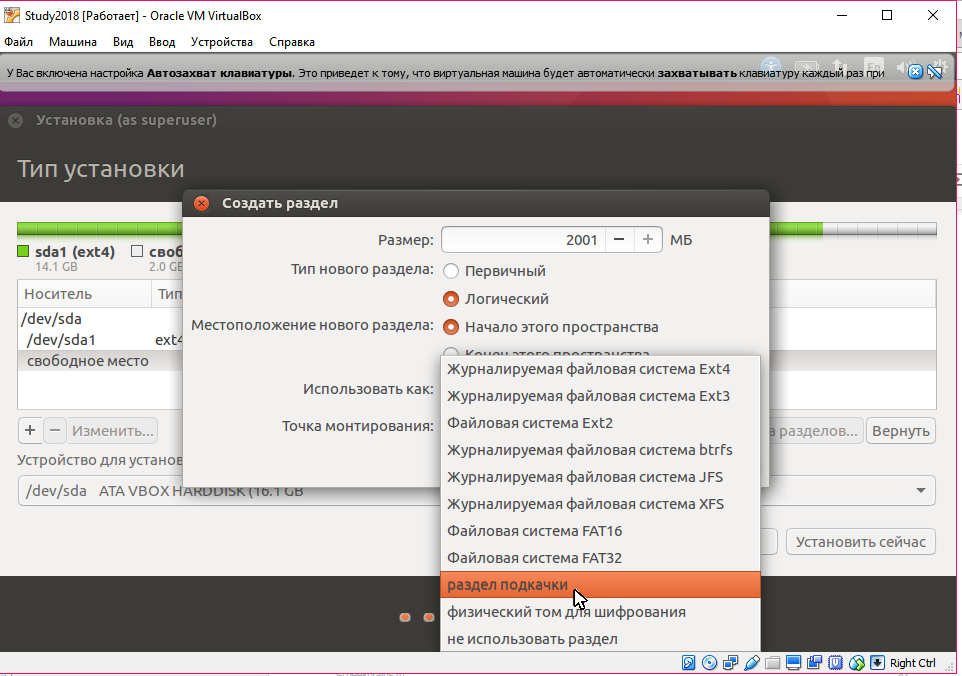 Study2018 [Работает] - Oracle VM VirtualBox
Файл Машина Вид Ввод Устройства Справка
У Вас включена настройка Автозахват клавиатуры. Это приведет к тому, что виртуальная машина будет автоматически захватывать клавиатуру каждый раз при
Установка (as superuser)
Тип установки
Создать раздел
Размер: 2001 − + МБ
Тип нового раздела: Первичный
Логический
Местоположение нового раздела: Начало этого пространства
Конец этого пространства
Использовать как:
Точка монтирования:
Журналируемая файловая система Ext4
Журналируемая файловая система Ext3
Файловая система Ext2
Журналируемая файловая система btrfs
Журналируемая файловая система JFS
Журналируемая файловая система XFS
Файловая система FAT16
Файловая система FAT32
раздел подкачки
физический том для шифрования
не использовать раздел
sda1 (ext4) своб
14.1 GB 2.0 GB
Носитель Тип
/dev/sda
/dev/sda1 ext4
свободное место
+ − Изменить... а разделов... Вернуть
Устройство для установ
/dev/sda ATA VBOX HARDDISK (16.1 GB
Установить сейчас
Right Ctrl